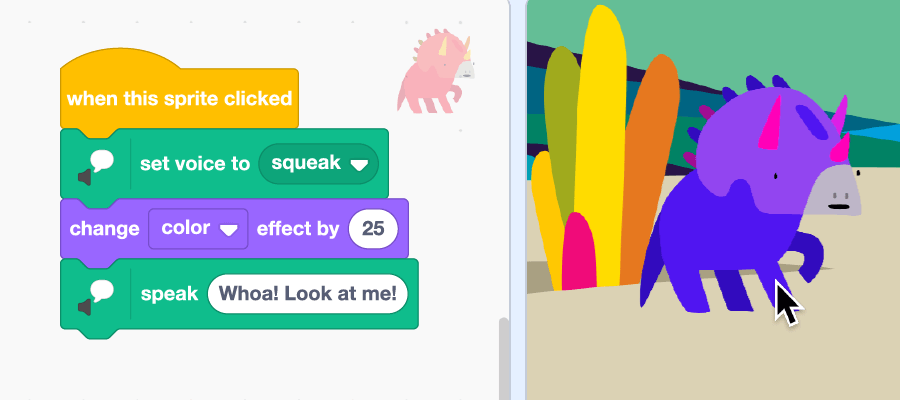 when this sprite clicked
set voice to squeak
change color effect by 25
speak Whoa! Look at me!